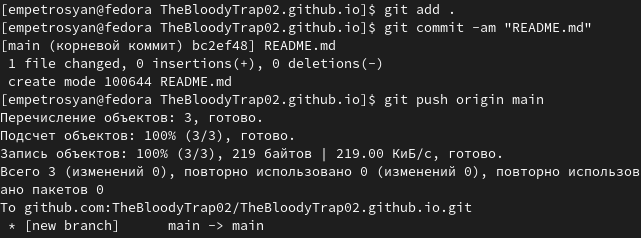 [empetrosyan@fedora TheBloodyTrap02.github.io]$ git add .
[empetrosyan@fedora TheBloodyTrap02.github.io]$ git commit -am "README.md"
[main (корневой коммит) bc2ef48] README.md
 1 file changed, 0 insertions(+), 0 deletions(-)
 create mode 100644 README.md
[empetrosyan@fedora TheBloodyTrap02.github.io]$ git push origin main
Перечисление объектов: 3, готово.
Подсчет объектов: 100% (3/3), готово.
Запись объектов: 100% (3/3), 219 байтов | 219.00 КиБ/с, готово.
Всего 3 (изменений 0), повторно использовано 0 (изменений 0), повторно использов
ано пакетов 0
To github.com:TheBloodyTrap02/TheBloodyTrap02.github.io.git
 * [new branch]      main -> main